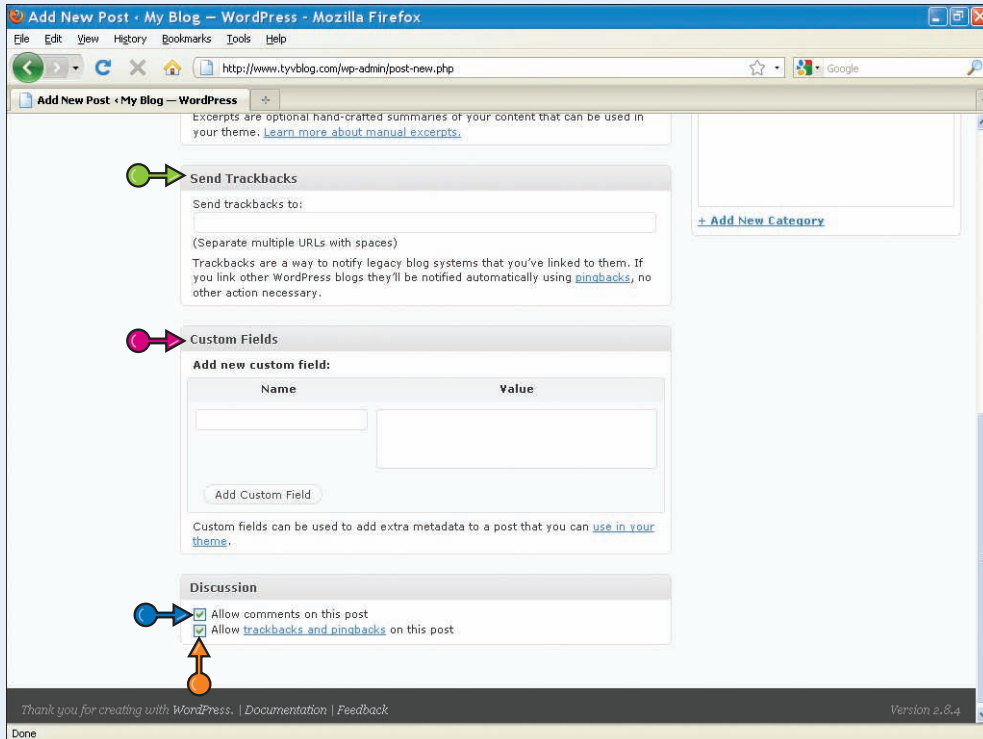 Add New Post ‹ My Blog — WordPress - Mozilla Firefox
File Edit View History Bookmarks Tools Help
http://www.tyvblog.com/wp-admin/post-new.php
Google
Add New Post ‹ My Blog — WordPress
Excerpts are optional hand-crafted summaries of your content that can be used in
your theme. Learn more about manual excerpts.
Send Trackbacks
Send trackbacks to:
(Separate multiple URLs with spaces)
Trackbacks are a way to notify legacy blog systems that you've linked to them. If
you link other WordPress blogs they'll be notified automatically using pingbacks, no
other action necessary.
+ Add New Category
Custom Fields
Add new custom field:
Name Value
Add Custom Field
Custom fields can be used to add extra metadata to a post that you can use in your
theme.
Discussion
Allow comments on this post
Allow trackbacks and pingbacks on this post
Thank you for creating with WordPress. | Documentation | Feedback
Version 2.8.4
Done